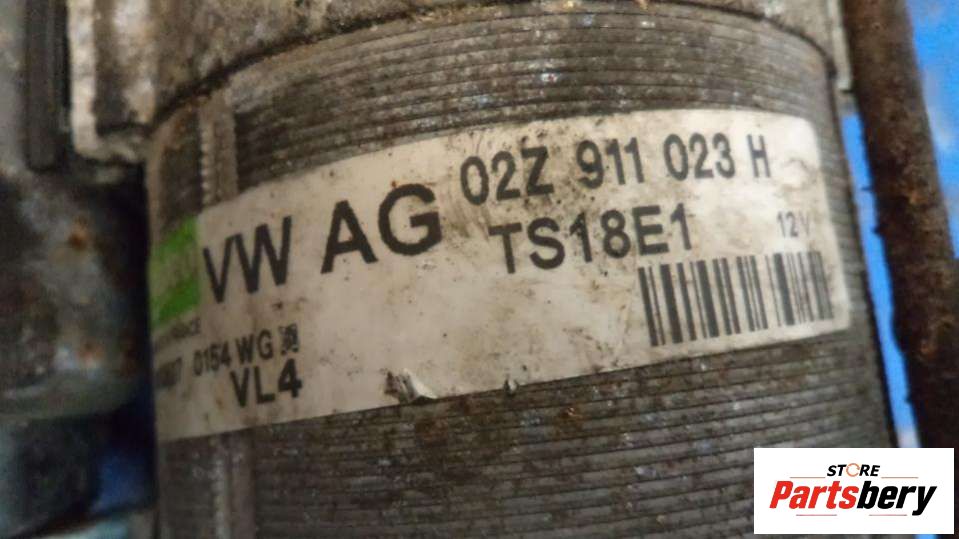 VW AG
02Z 911 023 H
TS18E1
12V
0154 WG
VL4
STORE
Partsbery